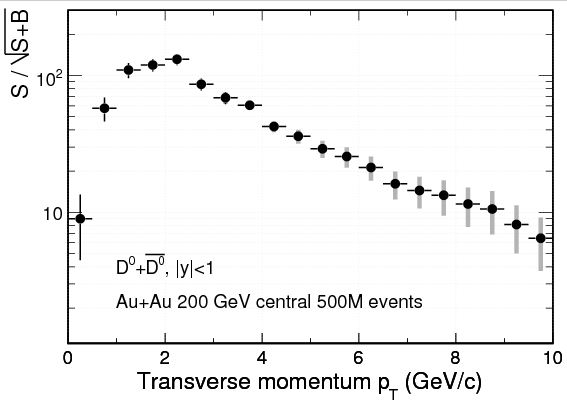 S / √S+B
10²
10
D⁰+D̅⁰, |y|<1
Au+Au 200 GeV central 500M events
0 2 4 6 8 10
Transverse momentum p_T (GeV/c)